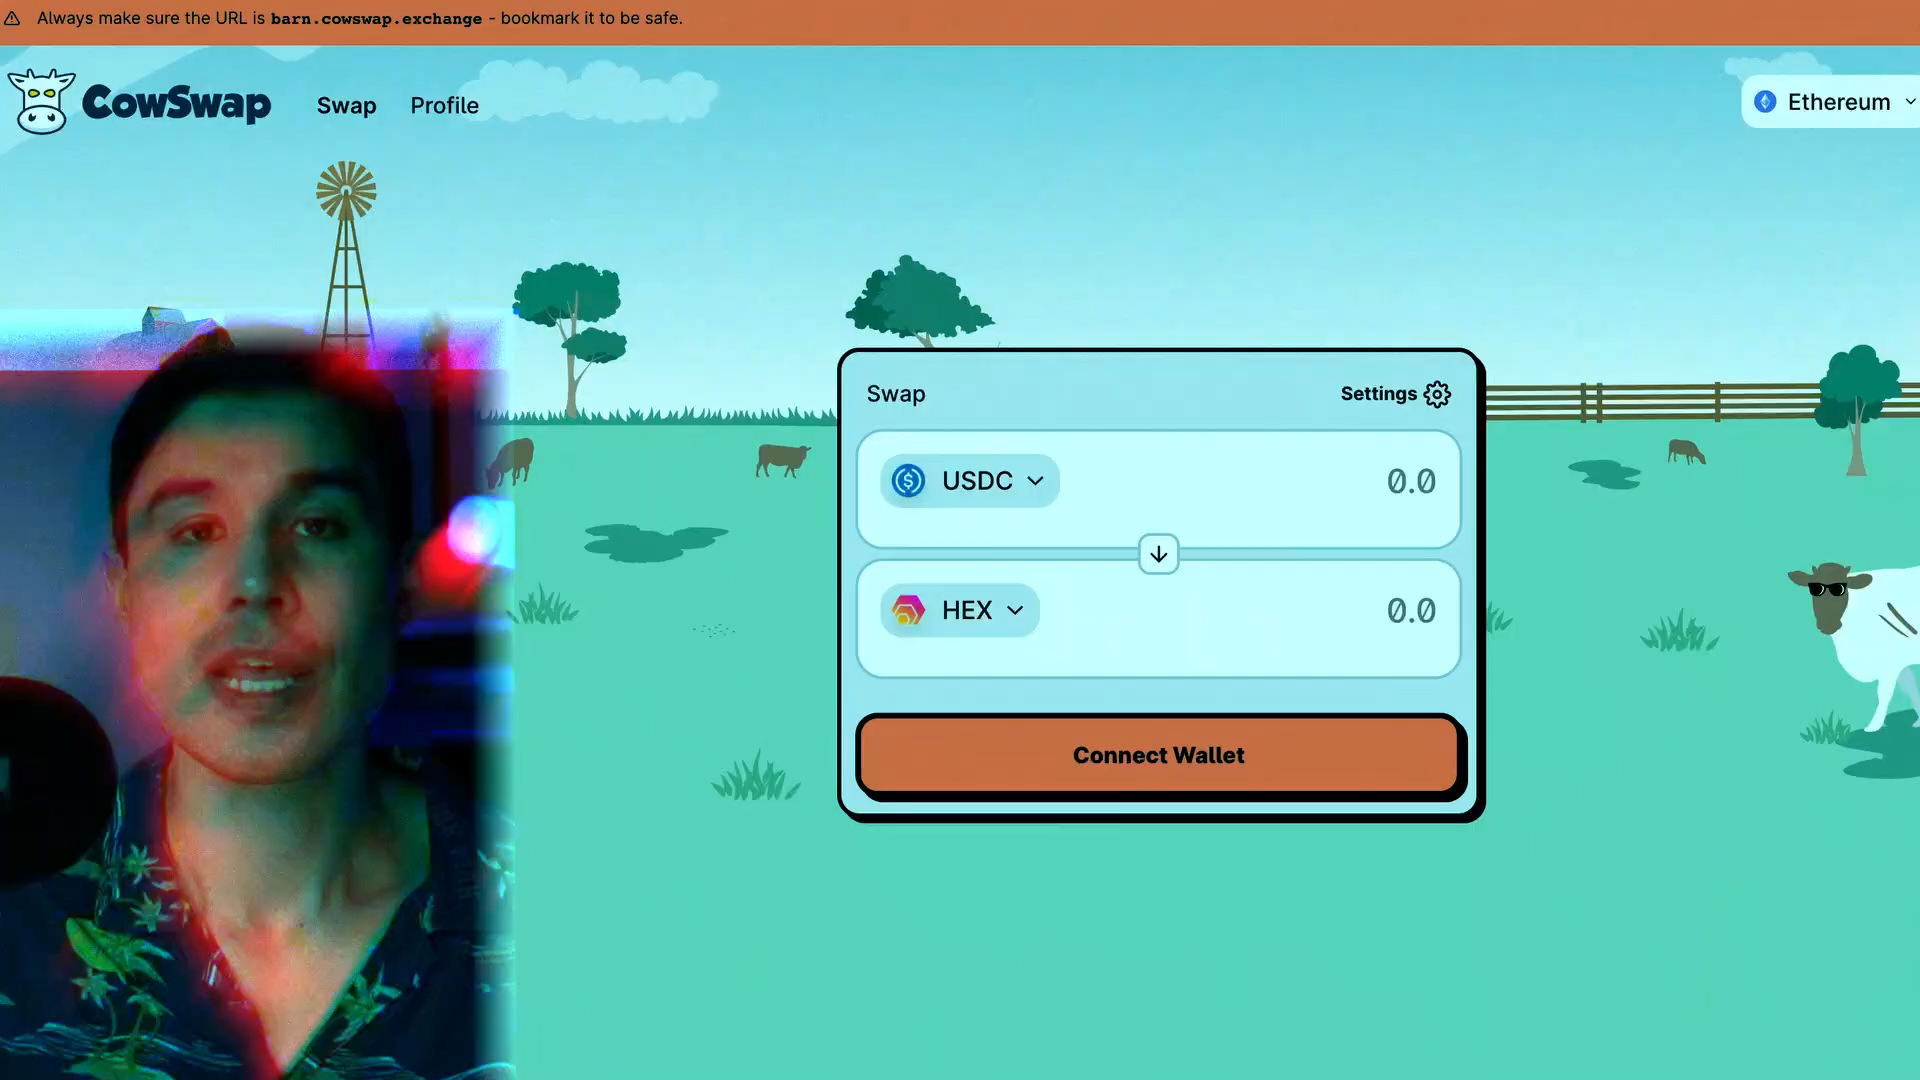 Always make sure the URL is barn.cowswap.exchange - bookmark it to be safe.
CowSwap
Swap
Profile
Ethereum
Swap
Settings
USDC
0.0
HEX
0.0
Connect Wallet